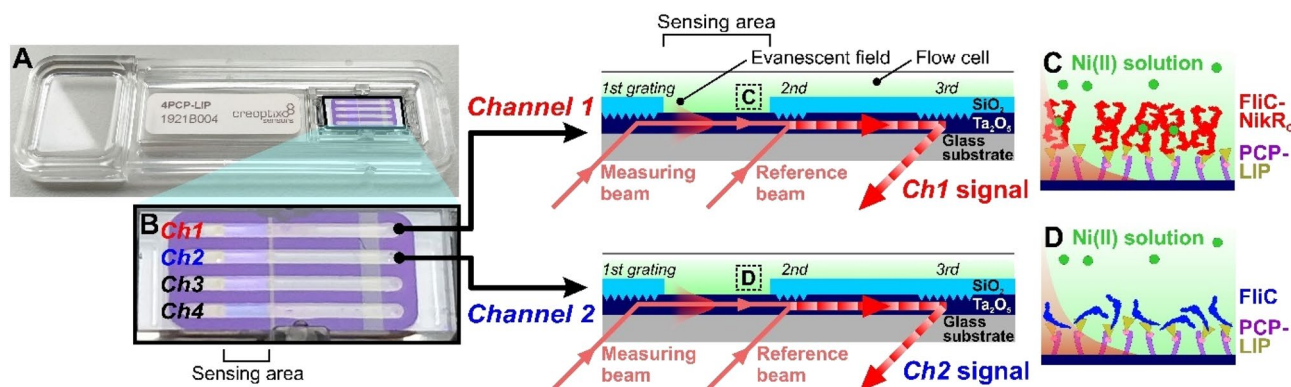 A
4PCP-LIP
1921B004
creoptix
sensors
B
Ch1
Ch2
Ch3
Ch4
Sensing area
Channel 1
Channel 2
Sensing area
Evanescent field
Flow cell
1st grating
C
2nd
3rd
SiO₂
Ta₂O₅
Glass
substrate
Measuring
beam
Reference
beam
Ch1 signal
1st grating
D
2nd
3rd
SiO₂
Ta₂O₅
Glass
substrate
Measuring
beam
Reference
beam
Ch2 signal
C
Ni(II) solution
FliC-
PCP-
LIP
D
Ni(II) solution
FliC
PCP-
LIP